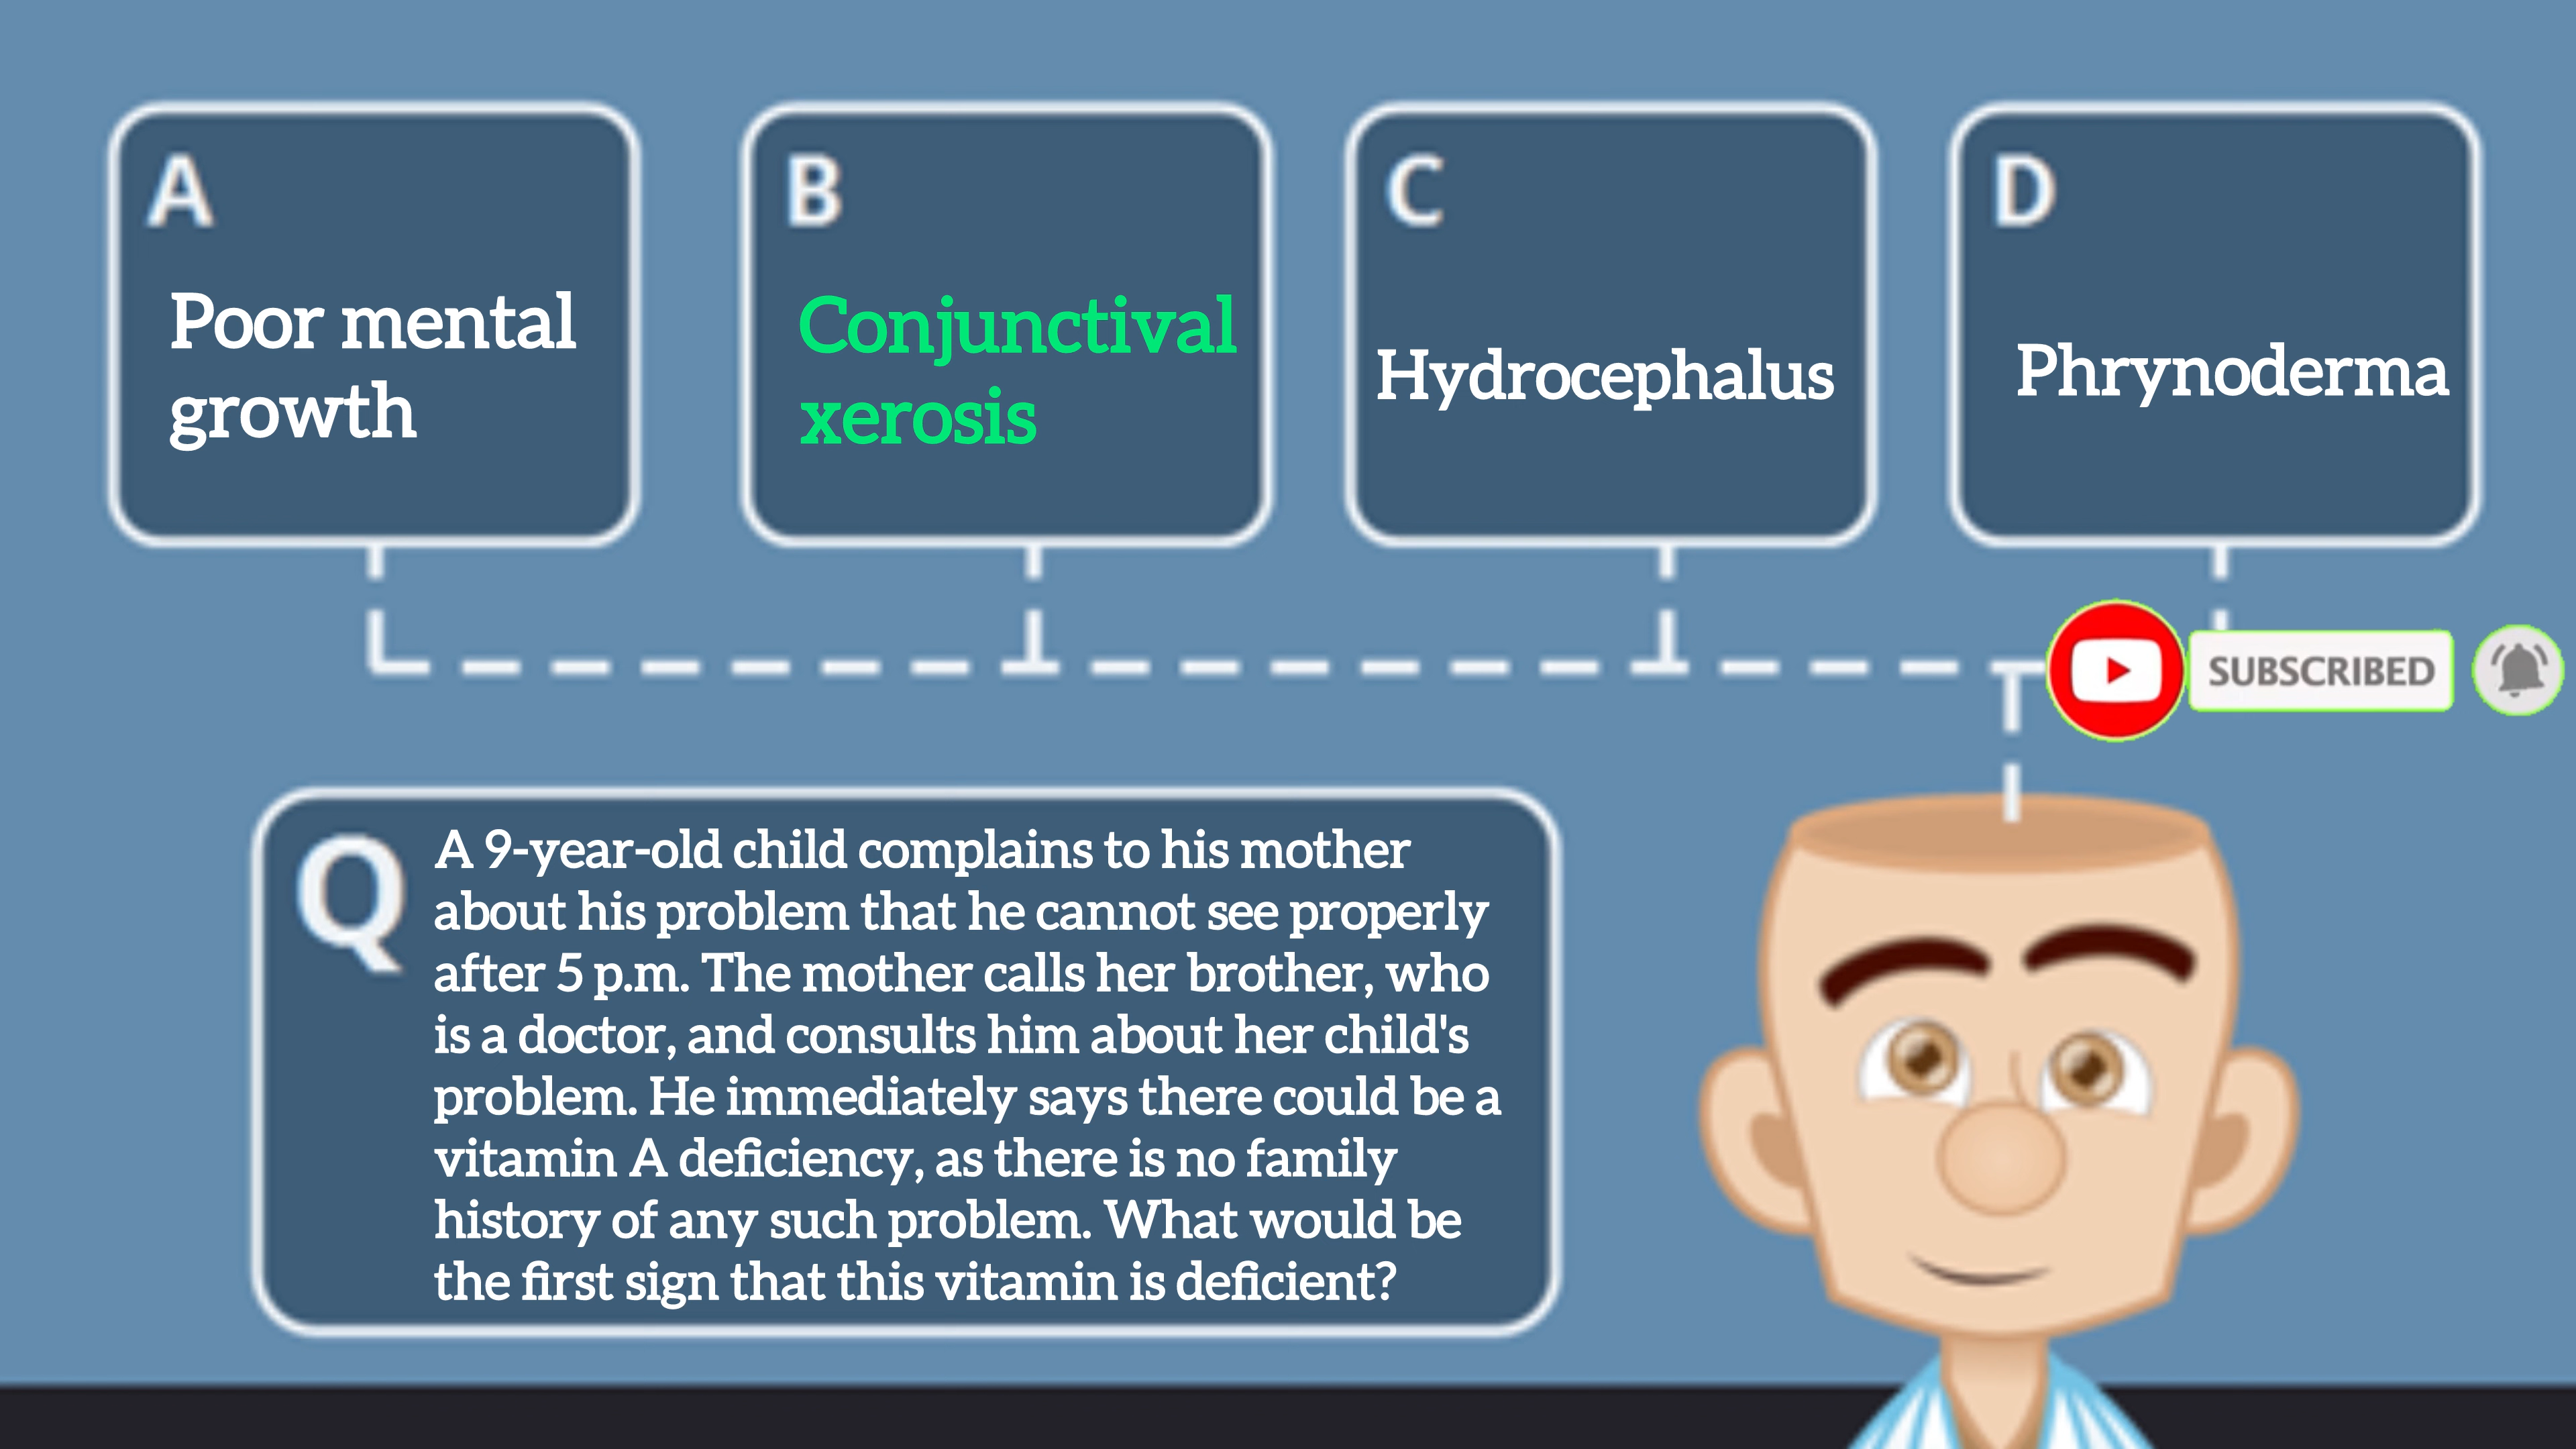 A
Poor mental
growth
B
Conjunctival
xerosis
C
Hydrocephalus
D
Phrynoderma
SUBSCRIBED
Q
A 9-year-old child complains to his mother
about his problem that he cannot see properly
after 5 p.m. The mother calls her brother, who
is a doctor, and consults him about her child's
problem. He immediately says there could be a
vitamin A deficiency, as there is no family
history of any such problem. What would be
the first sign that this vitamin is deficient?